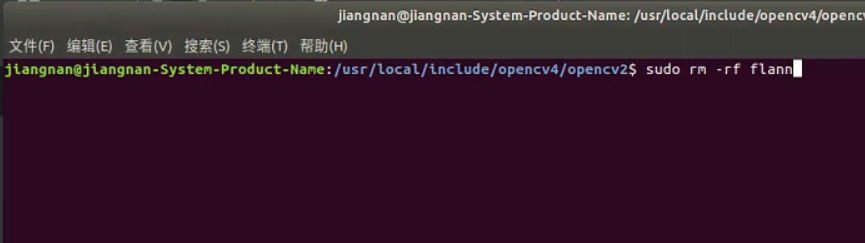 jiangnan@jiangnan-System-Product-Name: /usr/local/include/opencv4/opencv
文件(F) 编辑(E) 查看(V) 搜索(S) 终端(T) 帮助(H)
jiangnan@jiangnan-System-Product-Name:/usr/local/include/opencv4/opencv2$ sudo rm -rf flann